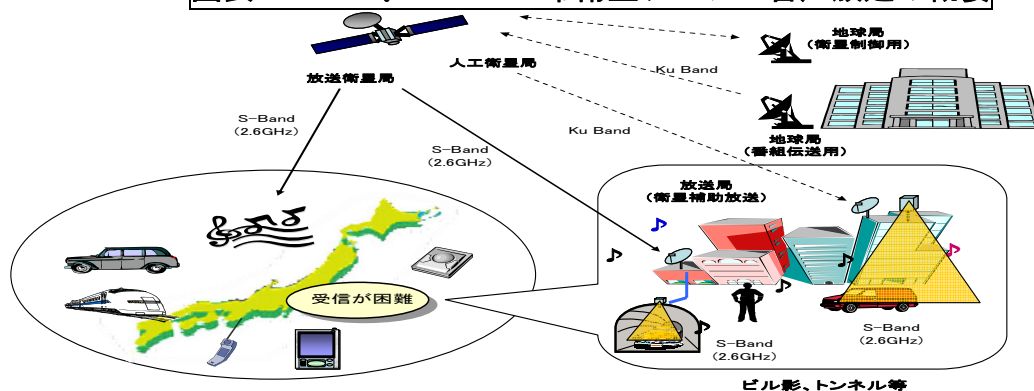 地球局
(衛星制御用)
人工衛星局
放送衛星局
Ku Band
S-Band
(2.6GHz)
Ku Band
S-Band
(2.6GHz)
地球局
(番組伝送用)
放送局
(衛星補助放送)
受信が困難
S-Band
(2.6GHz)
S-Band
(2.6GHz)
ビル影、トンネル等